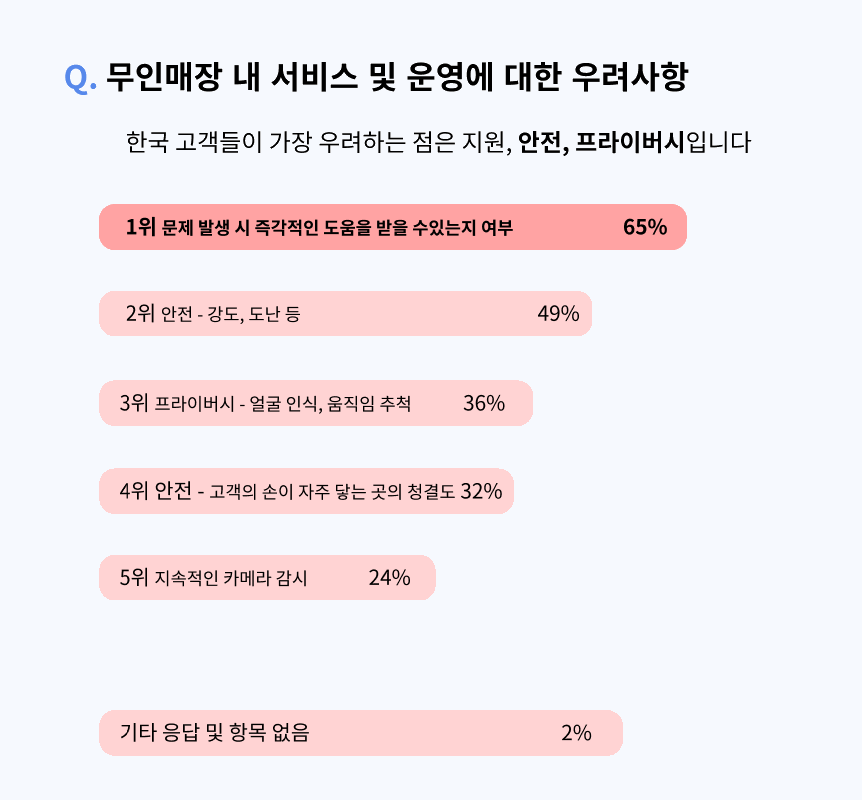 Q. 무인매장 내 서비스 및 운영에 대한 우려사항
한국 고객들이 가장 우려하는 점은 지원, 안전, 프라이버시입니다
1위 문제 발생 시 즉각적인 도움을 받을 수있는지 여부 65%
2위 안전 - 강도, 도난 등 49%
3위 프라이버시 - 얼굴 인식, 움직임 추척 36%
4위 안전 - 고객의 손이 자주 닿는 곳의 청결도 32%
5위 지속적인 카메라 감시 24%
기타 응답 및 항목 없음 2%